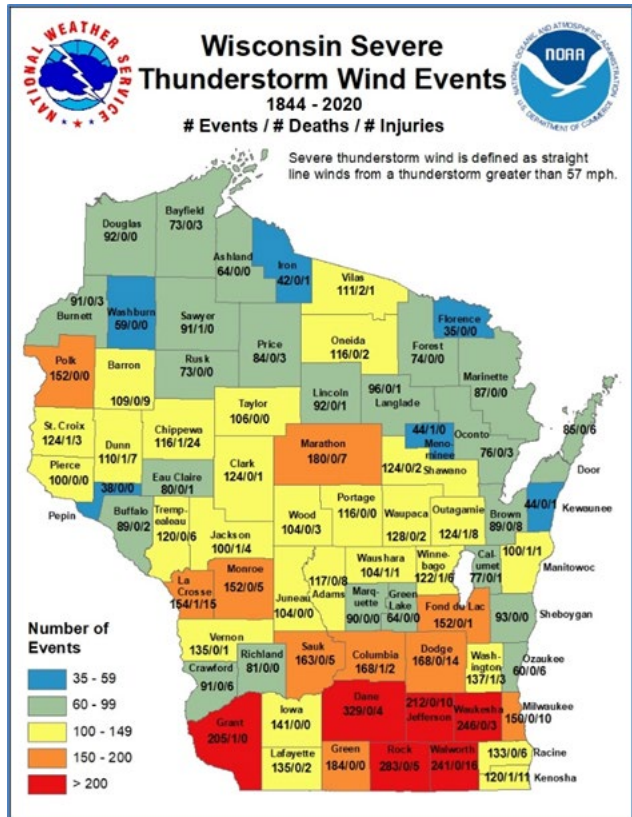 NATIONAL WEATHER SERVICE
Wisconsin Severe
Thunderstorm Wind Events
1844 - 2020
# Events / # Deaths / # Injuries
NATIONAL OCEANIC AND ATMOSPHERIC ADMINISTRATION
NOAA
U.S. DEPARTMENT OF COMMERCE
Severe thunderstorm wind is defined as straight
line winds from a thunderstorm greater than 57 mph.
Douglas
92/0/0
Bayfield
73/0/3
Ashland
64/0/0
Iron
42/0/1
Vilas
111/2/1
91/0/3
Burnett
Washburn
59/0/0
Sawyer
91/1/0
Price
84/0/3
Oneida
116/0/2
Forest
74/0/0
Florence
35/0/0
Marinette
87/0/0
Polk
152/0/0
Barron
109/0/9
Rusk
73/0/0
Lincoln
92/0/1
96/0/1
Langlade
Taylor
106/0/0
St. Croix
124/1/3
Dunn
110/1/7
Chippewa
116/1/24
Marathon
180/0/7
44/1/0
Meno-
minee
Oconto
76/0/3
85/0/6
Door
Pierce
100/0/0
38/0/0
Pepin
Eau Claire
80/0/1
Clark
124/0/1
124/0/2
Shawano
Buffalo
89/0/2
Tremp-
ealeau
120/0/6
Jackson
100/1/4
Wood
104/0/3
Portage
116/0/0
Waupaca
128/0/2
Outagamie
124/1/8
Brown
89/0/8
44/0/1
Kewaunee
La
Crosse
154/1/15
Monroe
152/0/5
Juneau
104/0/0
117/0/8
Adams
Waushara
104/1/1
Winne-
bago
122/1/6
Cal-
umet
77/0/1
100/1/1
Manitowoc
Marq-
uette
90/0/0
Green
Lake
64/0/0
Fond du Lac
152/0/1
93/0/0
Sheboygan
Vernon
135/0/1
Crawford
91/0/6
Richland
81/0/0
Sauk
163/0/5
Columbia
168/1/2
Dodge
168/0/14
Wash-
ington
137/1/3
Ozaukee
60/0/6
Grant
205/1/0
Iowa
141/0/0
Dane
329/0/4
212/0/10
Jefferson
Waukesha
246/0/3
Milwaukee
150/0/10
Lafayette
135/0/2
Green
184/0/0
Rock
283/0/5
Walworth
241/0/16
133/0/6
Racine
120/1/11
Kenosha
Number of
Events
35 - 59
60 - 99
100 - 149
150 - 200
> 200